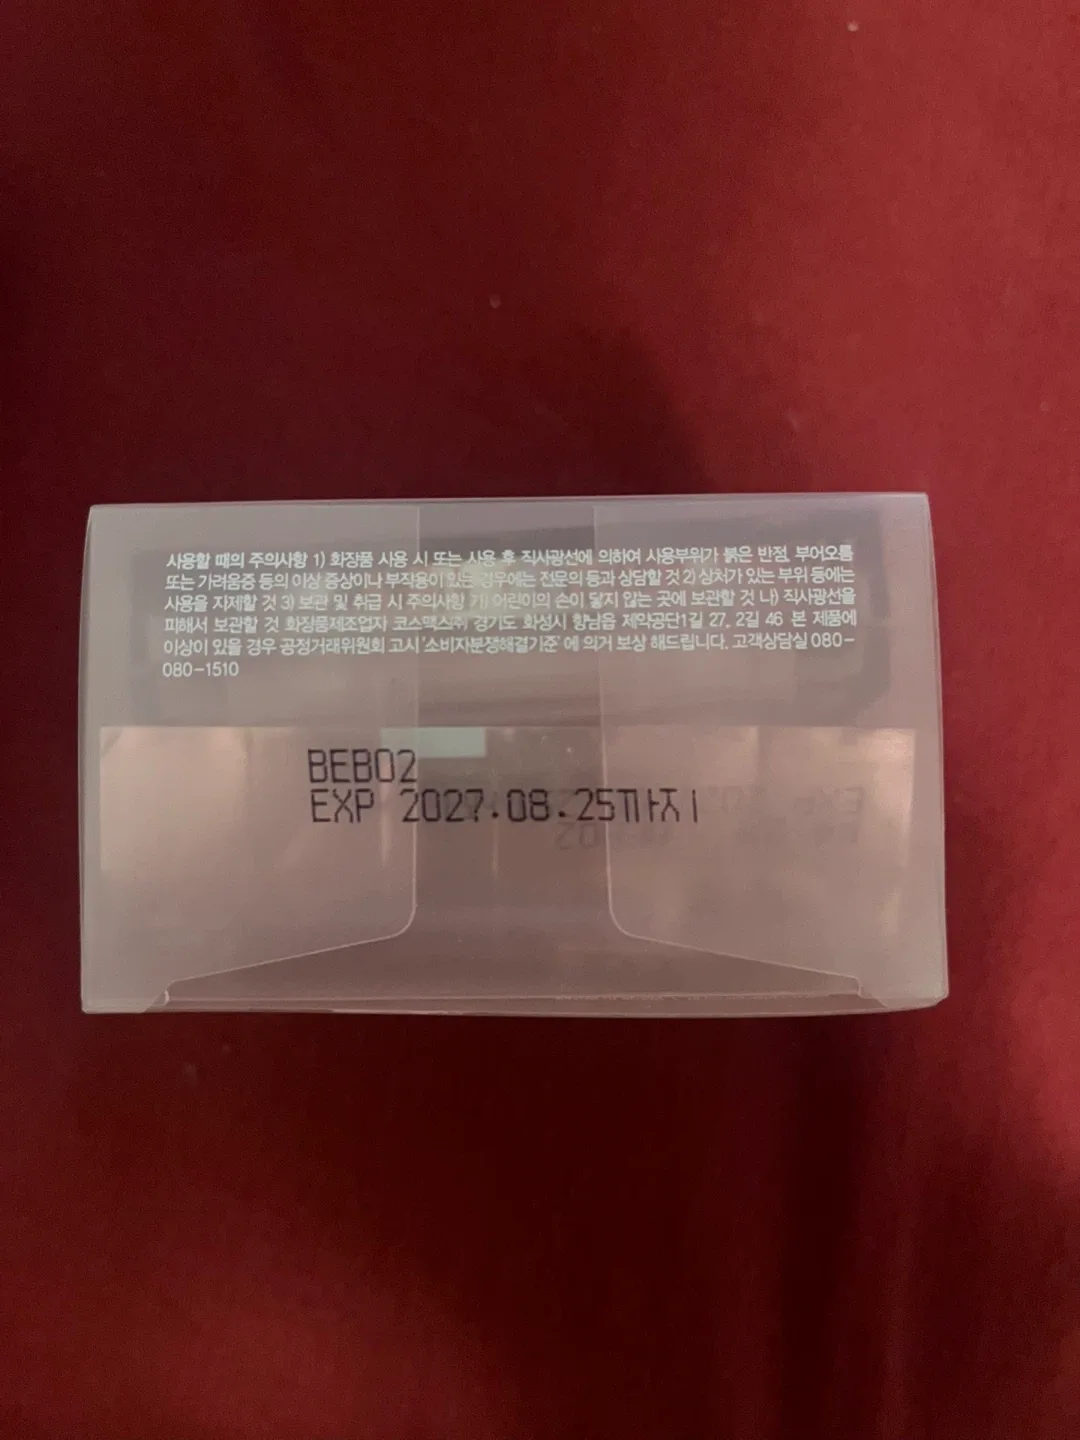 사용할 때의 주의사항 1) 화장품 사용 시 또는 사용 후 직사광선에 의하여 사용부위가 붉은 반점, 부어오름
또는 가려움증 등의 이상 증상이나 부작용이 있는 경우에는 전문의 등과 상담할 것 2) 상처가 있는 부위 등에는
사용을 자제할 것 3) 보관 및 취급 시 주의사항 가) 어린이의 손이 닿지 않는 곳에 보관할 것 나) 직사광선을
피해서 보관할 것 화장품제조업자 코스맥스㈜ 경기도 화성시 향남읍 제약공단1길 27, 2길 46 본 제품에
이상이 있을 경우 공정거래위원회 고시 '소비자분쟁해결기준' 에 의거 보상 해드립니다. 고객상담실 080-
080-1510
BEB02
EXP 2027.08.25까지